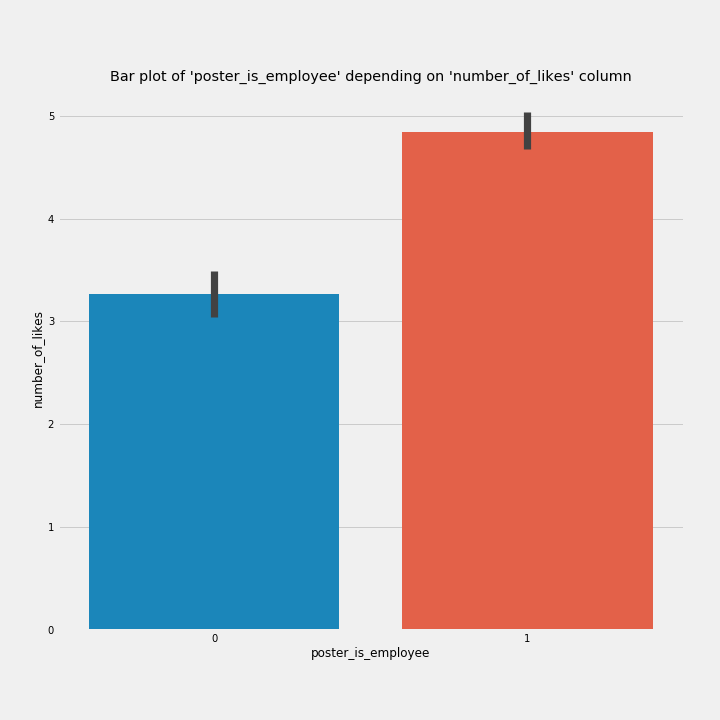 Bar plot of 'poster_is_employee' depending on 'number_of_likes' column
number_of_likes
5
4
3
2
1
0
0 1
poster_is_employee